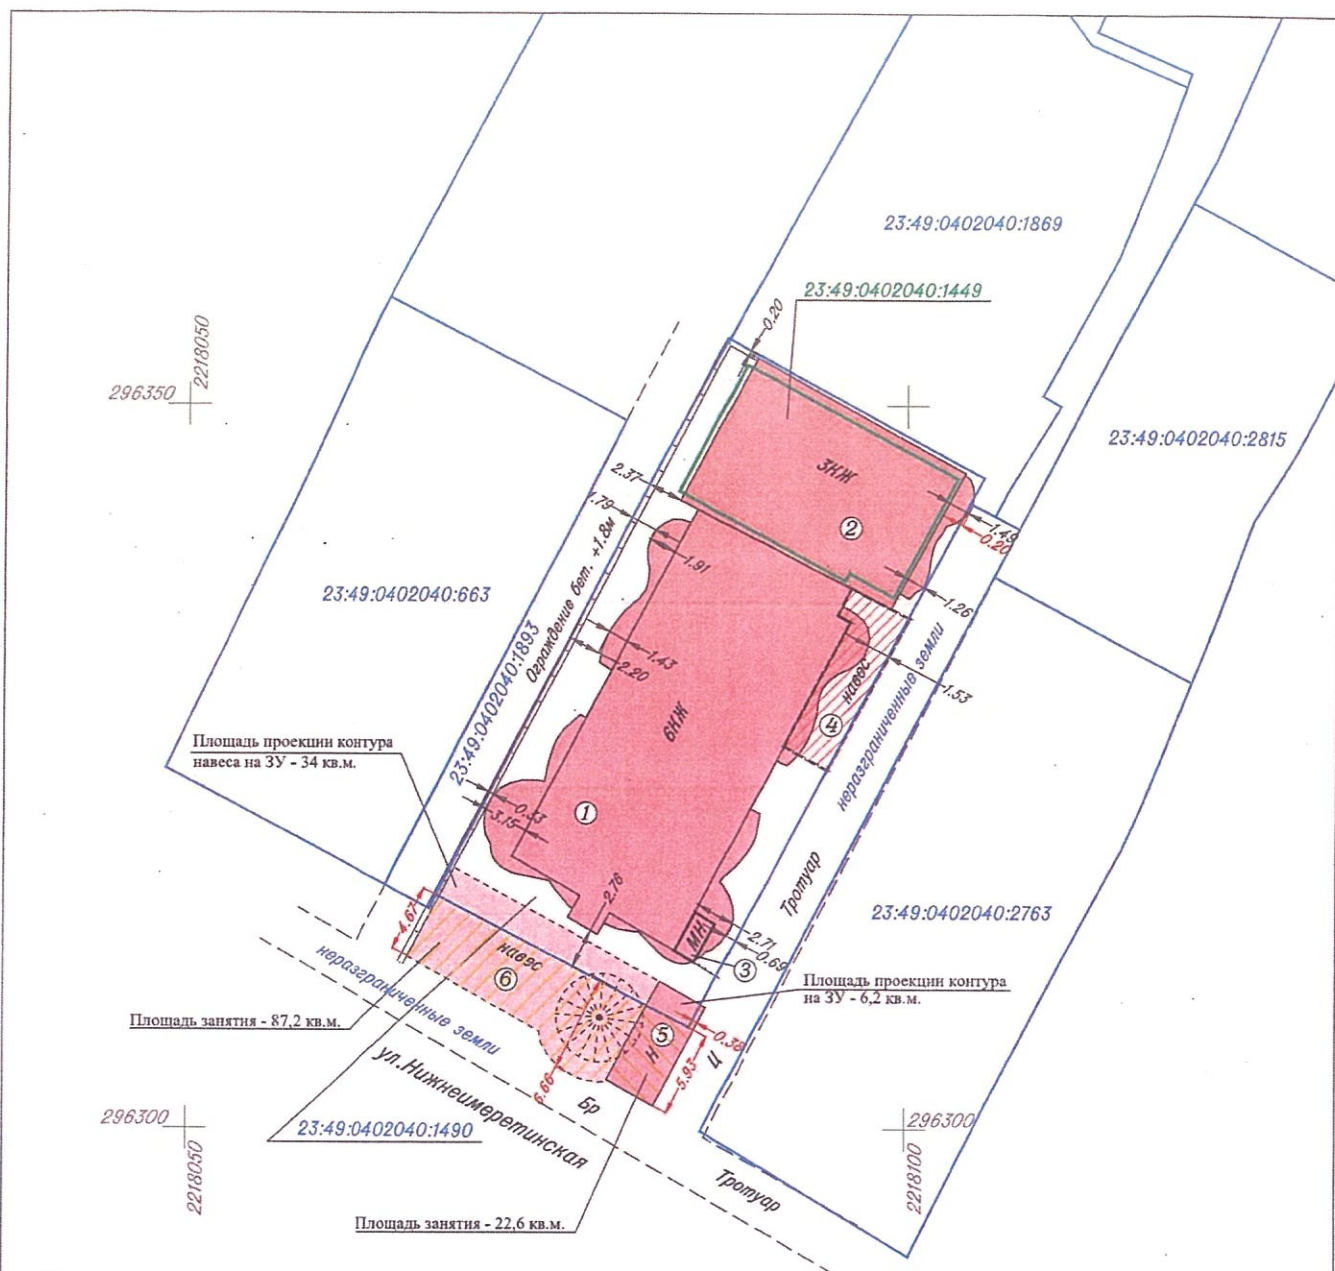 23:49:0402040:1869
23:49:0402040:1449
0.20
2218050
296350
23:49:0402040:2815
3КЖ
2.37
1.79
②
1.49
0.20
1.91
1.26
23:49:0402040:663
Ограждение бет. +1.8м
23:49:0402040:1893
1.43
2.20
навес
④
1.53
неразграниченные земли
6КЖ
Площадь проекции контура
навеса на ЗУ - 34 кв.м.
0.33
3.15
①
2.76
Тротуар
23:49:0402040:2763
4.67
МН
2.71
0.69
③
навес
⑥
неразграниченные земли
Площадь проекции контура
на ЗУ - 6,2 кв.м.
Площадь занятия - 87,2 кв.м.
⑤
Н
0.38
Ц
5.93
6.66
Бр
ул.Нижнеимеретинская
296300
2218050
23:49:0402040:1490
296300
2218100
Тротуар
Площадь занятия - 22,6 кв.м.